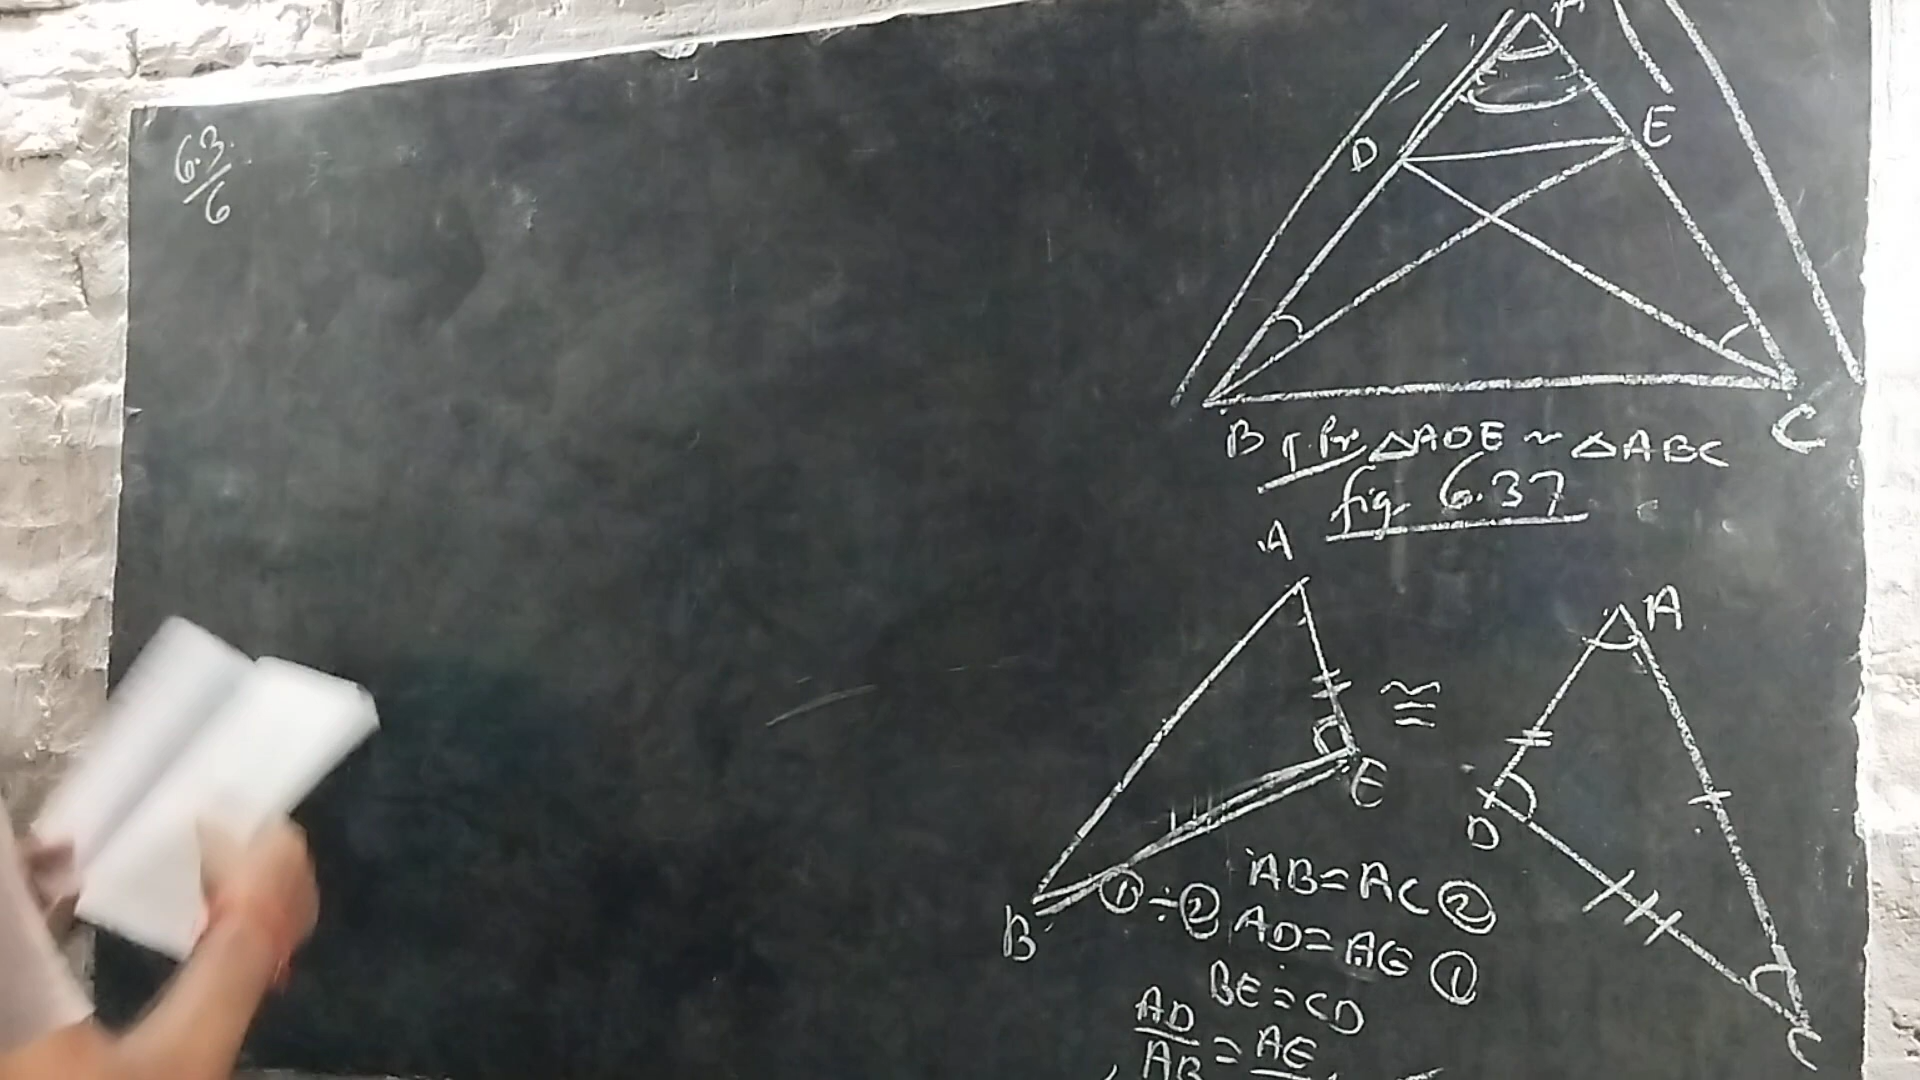 6.3.
6
A
D
E
B
C
T.Pr △ADE ~ △ABC
fig 6.37
A
A
≅
E
D
B
C
AB=AC ②
①÷② AD=AE ①
BE=CD
AD/AB = AE